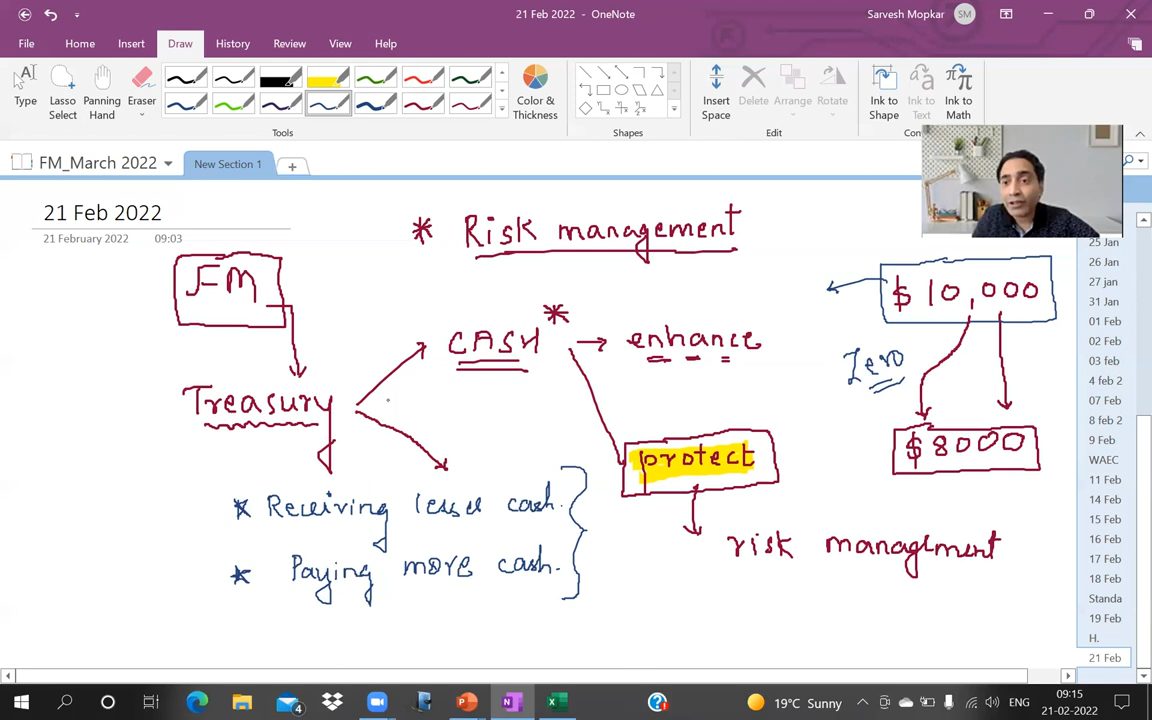 21 Feb 2022 - OneNote
Sarvesh Mopkar
SM
File
Home
Insert
Draw
History
Review
View
Help
Type
Lasso Select
Panning Hand
Eraser
Color & Thickness
Insert Space
Delete
Arrange
Rotate
Ink to Shape
Ink to Text
Ink to Math
Tools
Shapes
Edit
FM_March 2022
New Section 1
21 Feb 2022
21 February 2022 09:03
* Risk management
FM
$ 10,000
CASH * → enhance
Zero
Treasury
$ 8000
protect
* Receiving lesser cash.
risk management
* Paying more cash.
25 Jan
26 Jan
27 jan
31 Jan
01 Feb
02 Feb
03 feb
4 feb 2
07 Feb
8 feb 2
9 Feb
WAEC
11 Feb
14 Feb
15 Feb
16 Feb
17 Feb
18 Feb
Standa
19 Feb
H.
21 Feb
4
19°C Sunny
ENG
09:15
21-02-2022